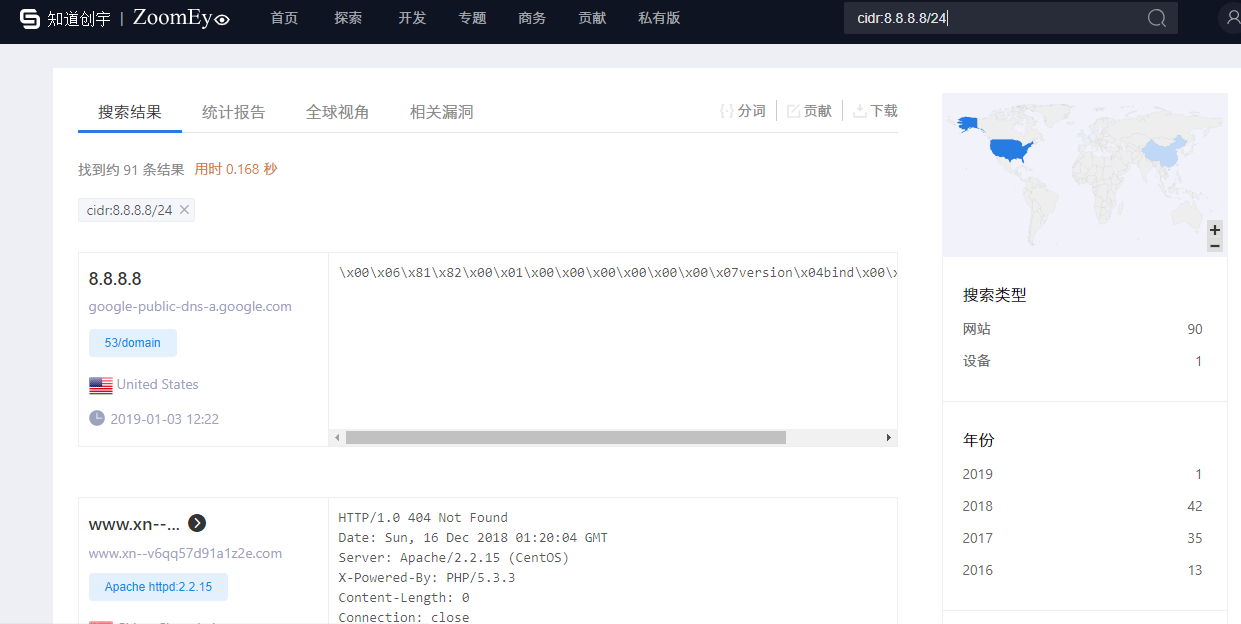 知道创宇 | ZoomEye 首页 探索 开发 专题 商务 贡献 私有版 cidr:8.8.8.8/24
搜索结果 统计报告 全球视角 相关漏洞 分词 贡献 下载
找到约 91 条结果 用时 0.168 秒
cidr:8.8.8.8/24
8.8.8.8
google-public-dns-a.google.com
53/domain
United States
2019-01-03 12:22
\x00\x06\x81\x82\x00\x01\x00\x00\x00\x00\x00\x00\x07version\x04bind\x00\x
www.xn--...
www.xn--v6qq57d91a1z2e.com
Apache httpd:2.2.15
HTTP/1.0 404 Not Found
Date: Sun, 16 Dec 2018 01:20:04 GMT
Server: Apache/2.2.15 (CentOS)
X-Powered-By: PHP/5.3.3
Content-Length: 0
Connection: close
+
−
搜索类型
网站 90
设备 1
年份
2019 1
2018 42
2017 35
2016 13